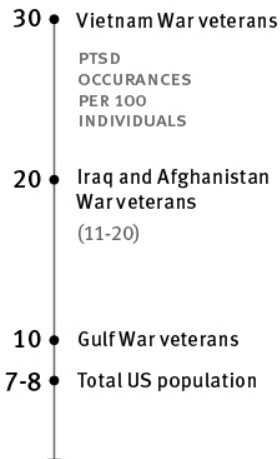 30 Vietnam War veterans
PTSD
OCCURANCES
PER 100
INDIVIDUALS
20 Iraq and Afghanistan
War veterans
(11-20)
10 Gulf War veterans
7-8 Total US population